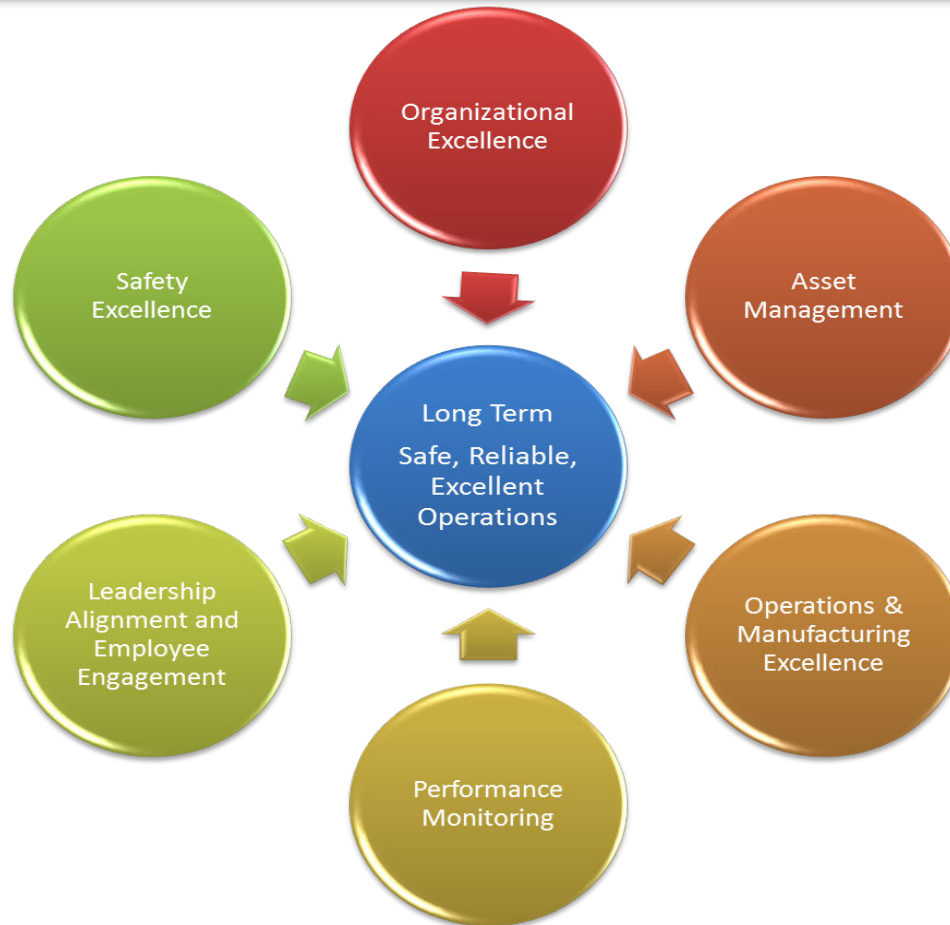 Organizational
Excellence
Safety
Excellence
Asset
Management
Long Term
Safe, Reliable,
Excellent
Operations
Leadership
Alignment and
Employee
Engagement
Operations &
Manufacturing
Excellence
Performance
Monitoring